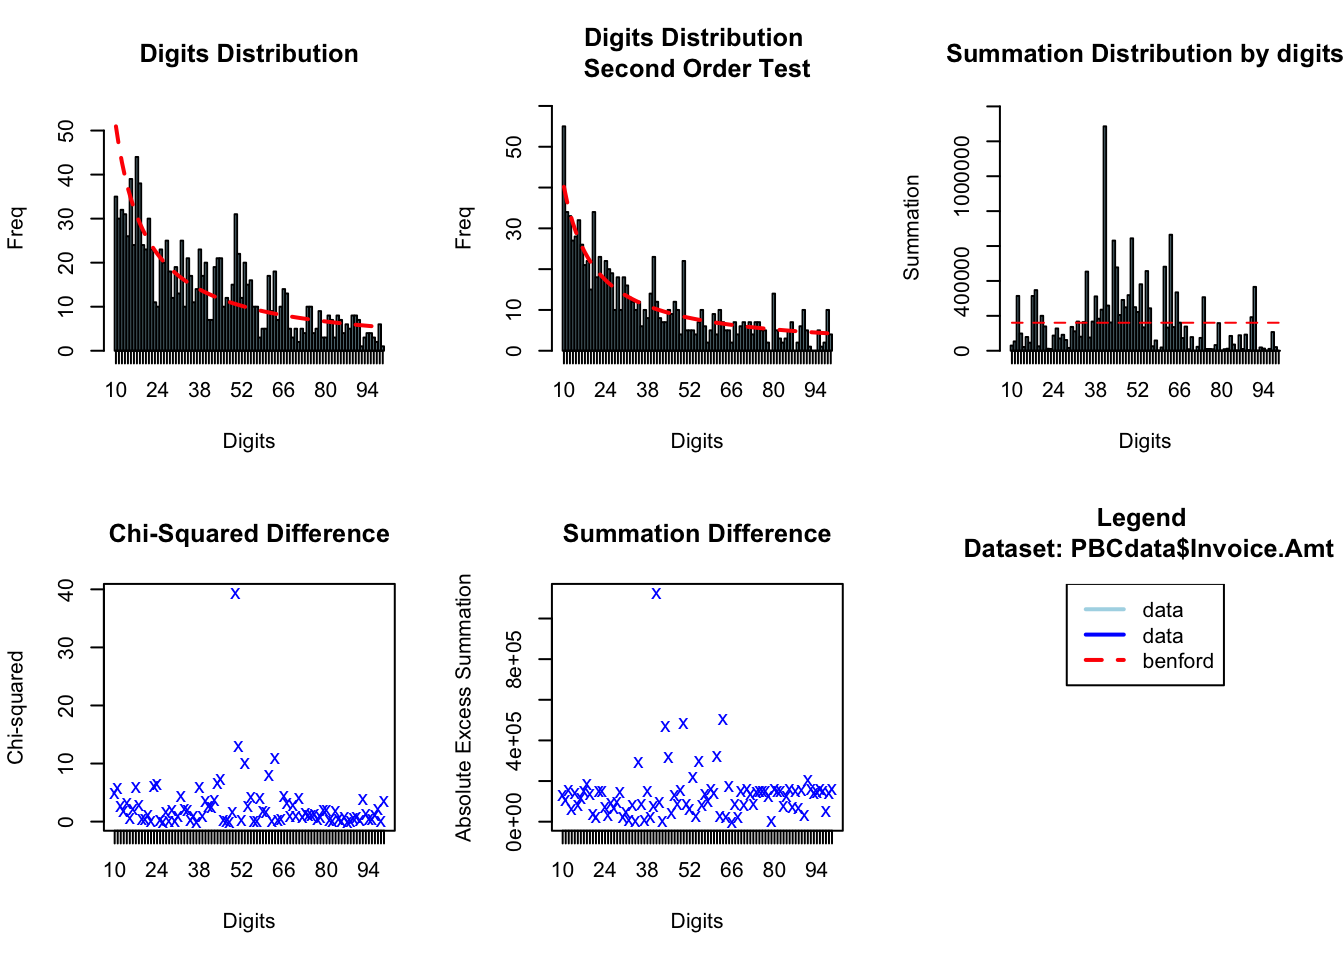 Digits Distribution
Freq
0 10 20 30 40 50
10 24 38 52 66 80 94
Digits
Digits Distribution
Second Order Test
Freq
0 10 30 50
10 24 38 52 66 80 94
Digits
Summation Distribution by digits
Summation
0 400000 1000000
10 24 38 52 66 80 94
Digits
Chi-Squared Difference
Chi-squared
0 10 20 30 40
10 24 38 52 66 80 94
Digits
Summation Difference
Absolute Excess Summation
0e+00 4e+05 8e+05
10 24 38 52 66 80 94
Digits
Legend
Dataset: PBCdata$Invoice.Amt
data
data
benford